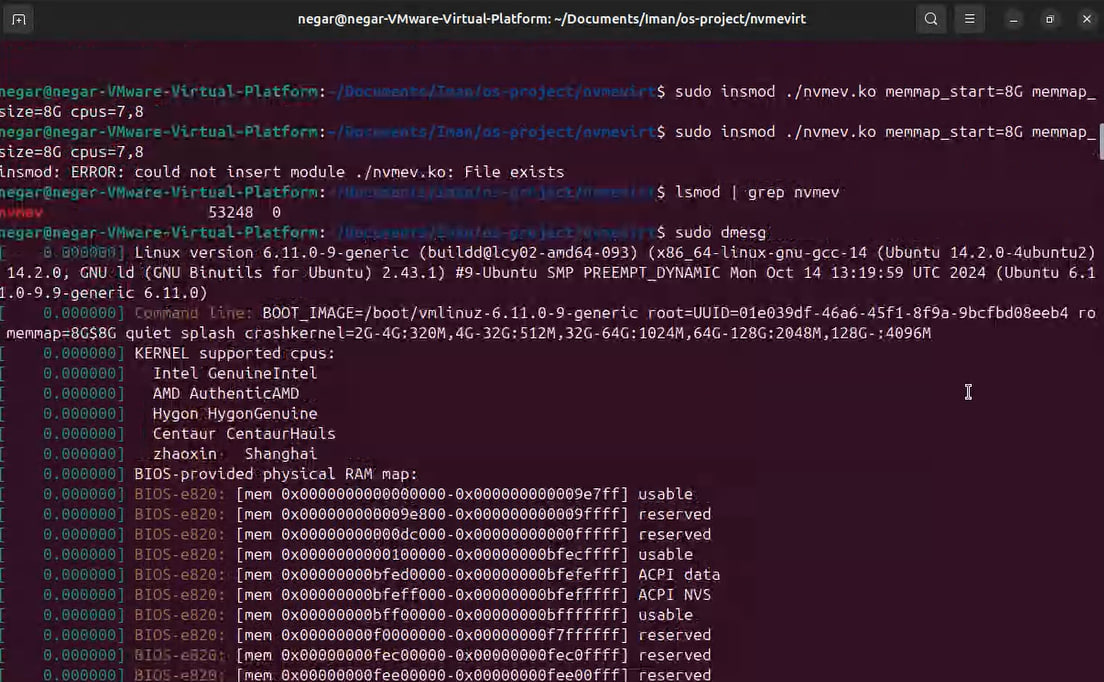 negar@negar-VMware-Virtual-Platform: ~/Documents/Iman/os-project/nvmevirt
negar@negar-VMware-Virtual-Platform:~/Documents/Iman/os-project/nvmevirt$ sudo insmod ./nvmev.ko memmap_start=8G memmap_
size=8G cpus=7,8
negar@negar-VMware-Virtual-Platform:~/Documents/Iman/os-project/nvmevirt$ sudo insmod ./nvmev.ko memmap_start=8G memmap_
size=8G cpus=7,8
insmod: ERROR: could not insert module ./nvmev.ko: File exists
negar@negar-VMware-Virtual-Platform:~/Documents/Iman/os-project/nvmevirt$ lsmod | grep nvmev
nvmev                  53248  0
negar@negar-VMware-Virtual-Platform:~/Documents/Iman/os-project/nvmevirt$ sudo dmesg
[    0.000000] Linux version 6.11.0-9-generic (buildd@lcy02-amd64-093) (x86_64-linux-gnu-gcc-14 (Ubuntu 14.2.0-4ubuntu2)
 14.2.0, GNU ld (GNU Binutils for Ubuntu) 2.43.1) #9-Ubuntu SMP PREEMPT_DYNAMIC Mon Oct 14 13:19:59 UTC 2024 (Ubuntu 6.1
1.0-9.9-generic 6.11.0)
[    0.000000] Command line: BOOT_IMAGE=/boot/vmlinuz-6.11.0-9-generic root=UUID=01e039df-46a6-45f1-8f9a-9bcfbd08eeb4 ro
 memmap=8G$8G quiet splash crashkernel=2G-4G:320M,4G-32G:512M,32G-64G:1024M,64G-128G:2048M,128G-:4096M
[    0.000000] KERNEL supported cpus:
[    0.000000]   Intel GenuineIntel
[    0.000000]   AMD AuthenticAMD
[    0.000000]   Hygon HygonGenuine
[    0.000000]   Centaur CentaurHauls
[    0.000000]   zhaoxin   Shanghai
[    0.000000] BIOS-provided physical RAM map:
[    0.000000] BIOS-e820: [mem 0x0000000000000000-0x000000000009e7ff] usable
[    0.000000] BIOS-e820: [mem 0x000000000009e800-0x000000000009ffff] reserved
[    0.000000] BIOS-e820: [mem 0x00000000000dc000-0x00000000000fffff] reserved
[    0.000000] BIOS-e820: [mem 0x0000000000100000-0x00000000bfecffff] usable
[    0.000000] BIOS-e820: [mem 0x00000000bfed0000-0x00000000bfefefff] ACPI data
[    0.000000] BIOS-e820: [mem 0x00000000bfeff000-0x00000000bfefffff] ACPI NVS
[    0.000000] BIOS-e820: [mem 0x00000000bff00000-0x00000000bfffffff] usable
[    0.000000] BIOS-e820: [mem 0x00000000f0000000-0x00000000f7ffffff] reserved
[    0.000000] BIOS-e820: [mem 0x00000000fec00000-0x00000000fec0ffff] reserved
[    0.000000] BIOS-e820: [mem 0x00000000fee00000-0x00000000fee00fff] reserved